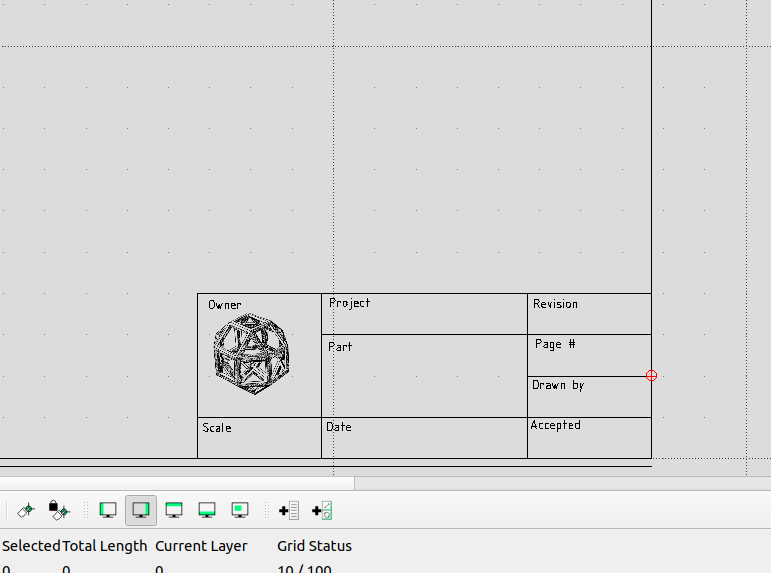 Owner
Project
Revision
Part
Page #
Drawn by
Scale
Date
Accepted
Selected Total Length Current Layer Grid Status
0 0 0 10 / 100